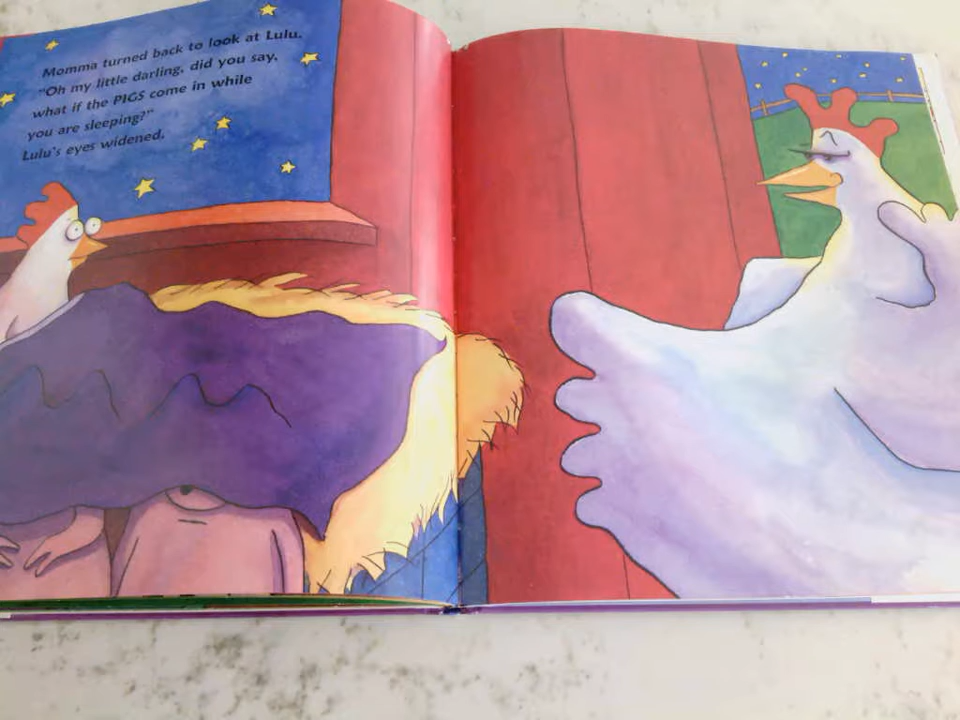 Momma turned back to look at Lulu.
"Oh my little darling, did you say,
what if the PIGS come in while
you are sleeping?"
Lulu's eyes widened.